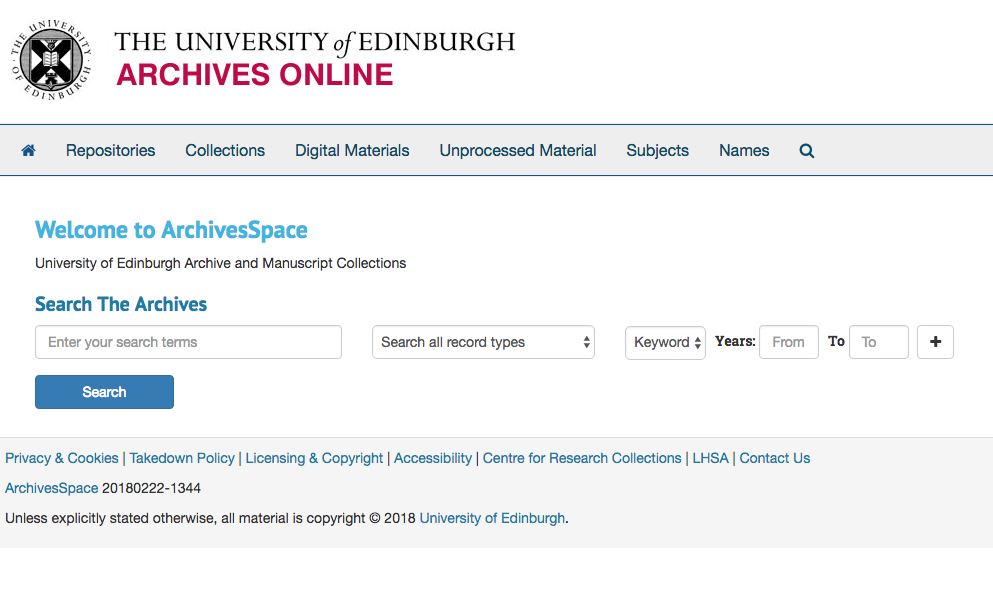 THE UNIVERSITY OF EDINBURGH
THE UNIVERSITY of EDINBURGH
ARCHIVES ONLINE
Repositories Collections Digital Materials Unprocessed Material Subjects Names
Welcome to ArchivesSpace
University of Edinburgh Archive and Manuscript Collections
Search The Archives
Enter your search terms Search all record types Keyword Years: From To To +
Search
Privacy & Cookies | Takedown Policy | Licensing & Copyright | Accessibility | Centre for Research Collections | LHSA | Contact Us
ArchivesSpace 20180222-1344
Unless explicitly stated otherwise, all material is copyright © 2018 University of Edinburgh.